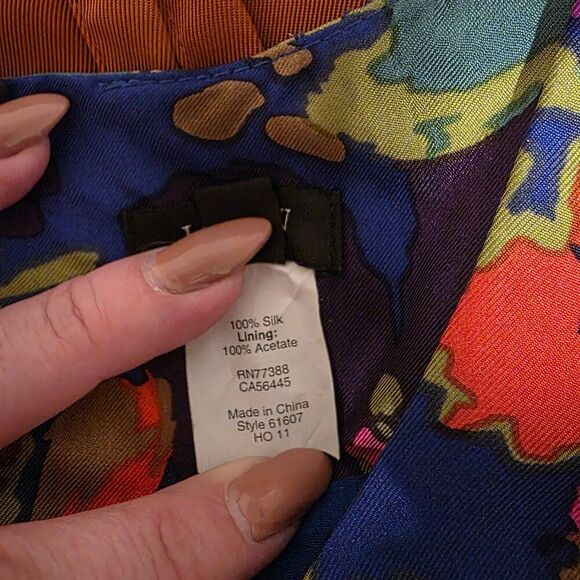 100% Silk
Lining:
100% Acetate
RN77388
CA56445
Made in China
Style 61607
HO 11